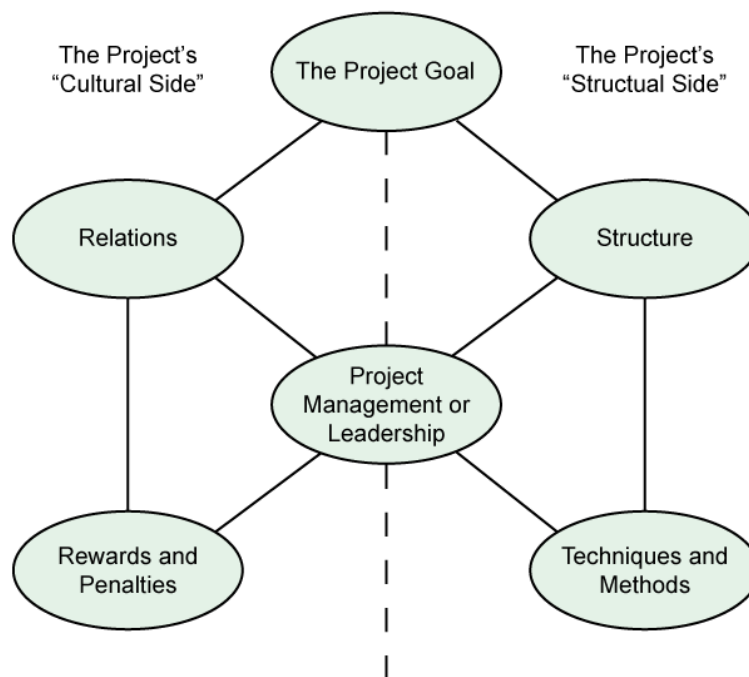 The Project's
"Cultural Side"
The Project Goal
The Project's
"Structual Side"
Relations
Structure
Project
Management or
Leadership
Rewards and
Penalties
Techniques and
Methods